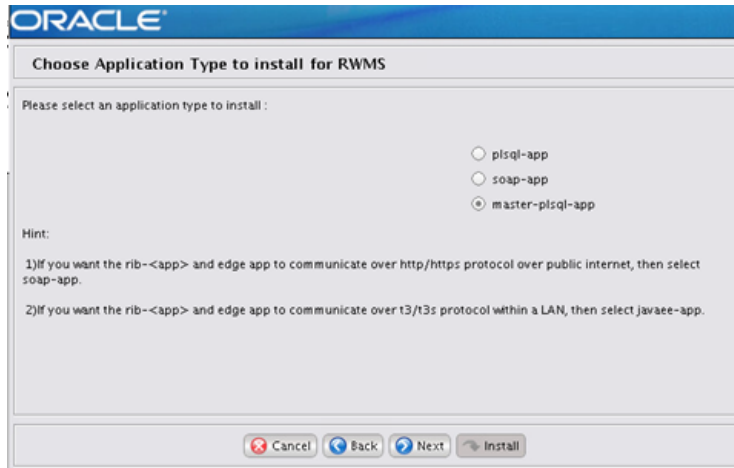 ORACLE
Choose Application Type to install for RWMS
Please select an application type to install :
plsql-app
soap-app
master-plsql-app
Hint:
1)If you want the rib-<app> and edge app to communicate over http/https protocol over public internet, then select
soap-app.
2)If you want the rib-<app> and edge app to communicate over t3/t3s protocol within a LAN, then select javaee-app.
Cancel Back Next Install